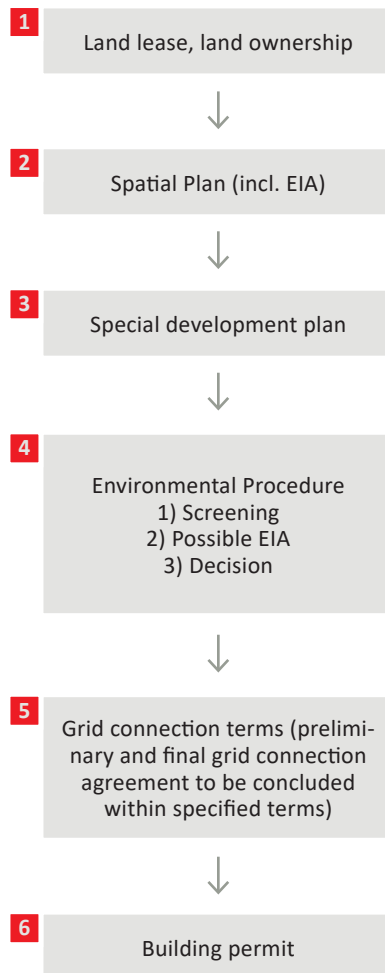 1
Land lease, land ownership
2
Spatial Plan (incl. EIA)
3
Special development plan
4
Environmental Procedure
1) Screening
2) Possible EIA
3) Decision
5
Grid connection terms (prelimi-
nary and final grid connection
agreement to be concluded
within specified terms)
6
Building permit